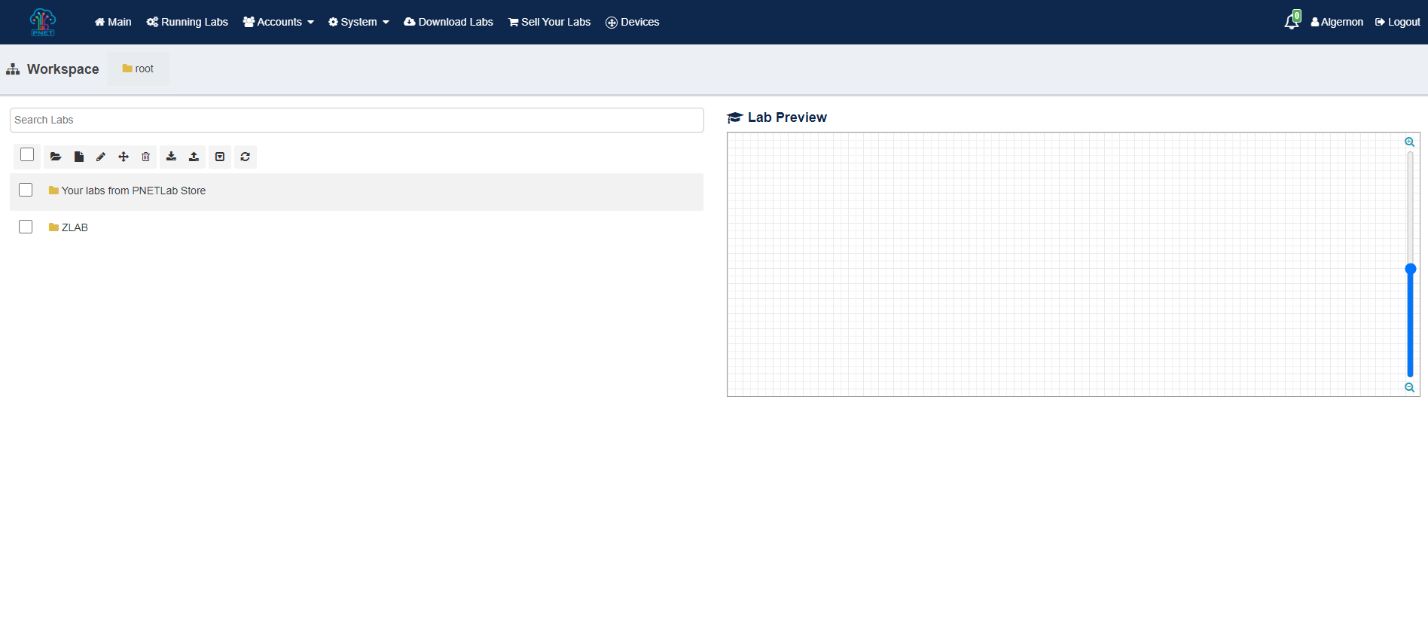 PNET
Main Running Labs Accounts System Download Labs Sell Your Labs Devices 0 Algernon Logout
Workspace root
Search Labs
Lab Preview
Your labs from PNETLab Store
ZLAB